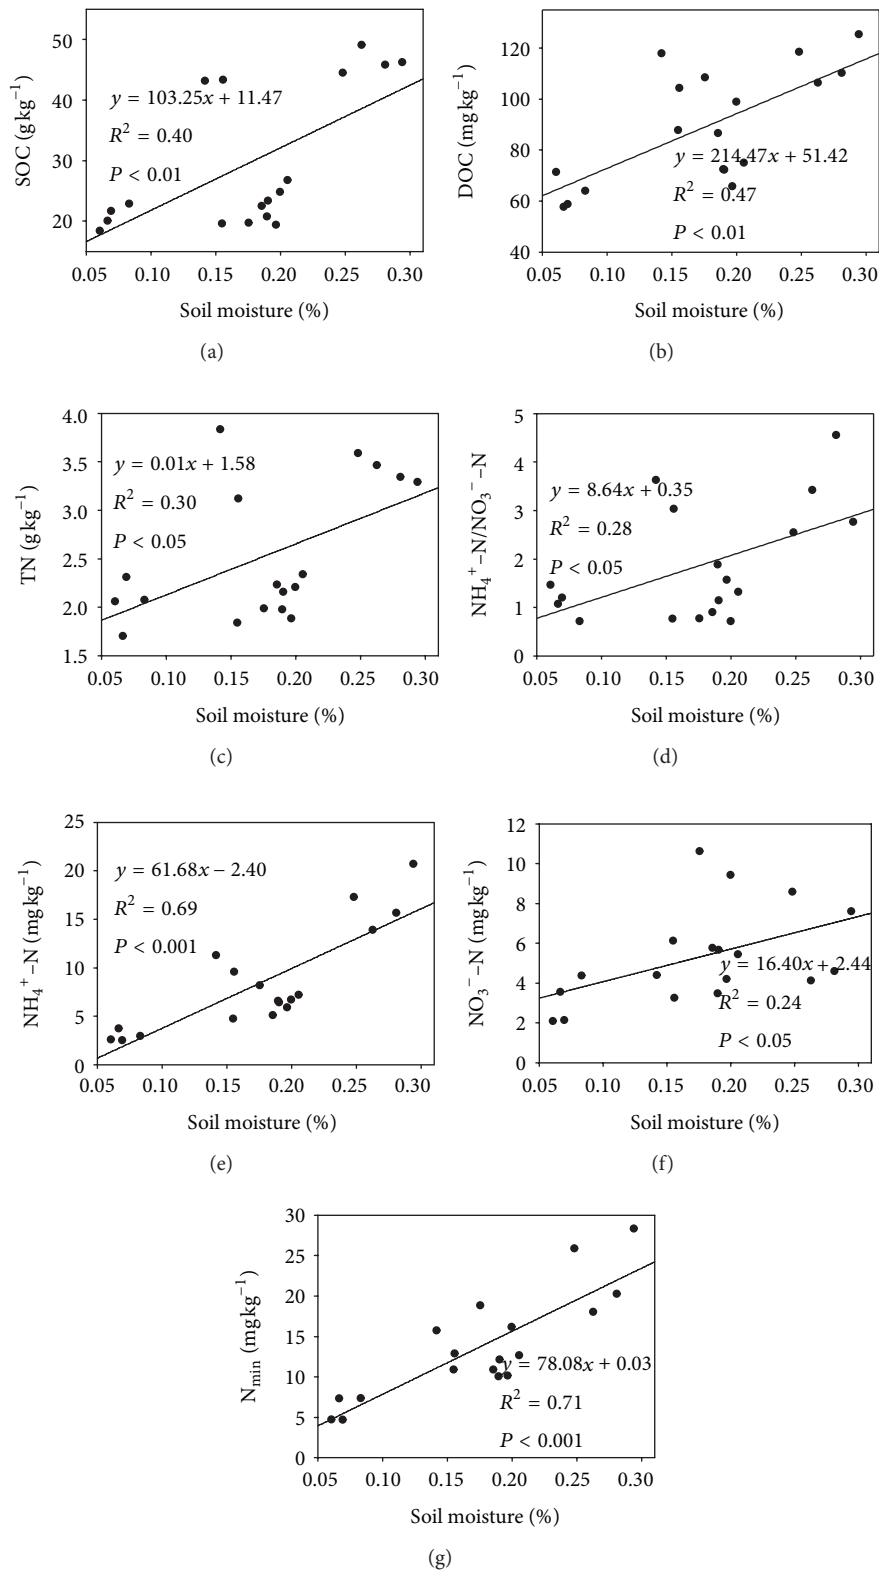 50
40
30
20
SOC (g kg⁻¹)
y = 103.25x + 11.47
R² = 0.40
P < 0.01
0.05 0.10 0.15 0.20 0.25 0.30
Soil moisture (%)
(a)
120
100
80
60
40
DOC (mg kg⁻¹)
y = 214.47x + 51.42
R² = 0.47
P < 0.01
0.05 0.10 0.15 0.20 0.25 0.30
Soil moisture (%)
(b)
4.0
3.5
3.0
2.5
2.0
1.5
TN (g kg⁻¹)
y = 0.01x + 1.58
R² = 0.30
P < 0.05
0.05 0.10 0.15 0.20 0.25 0.30
Soil moisture (%)
(c)
5
4
3
2
1
0
NH₄⁺–N/NO₃⁻–N
y = 8.64x + 0.35
R² = 0.28
P < 0.05
0.05 0.10 0.15 0.20 0.25 0.30
Soil moisture (%)
(d)
25
20
15
10
5
0
NH₄⁺–N (mg kg⁻¹)
y = 61.68x − 2.40
R² = 0.69
P < 0.001
0.05 0.10 0.15 0.20 0.25 0.30
Soil moisture (%)
(e)
12
10
8
6
4
2
0
NO₃⁻–N (mg kg⁻¹)
y = 16.40x + 2.44
R² = 0.24
P < 0.05
0.05 0.10 0.15 0.20 0.25 0.30
Soil moisture (%)
(f)
30
25
20
15
10
5
0
N_min (mg kg⁻¹)
y = 78.08x + 0.03
R² = 0.71
P < 0.001
0.05 0.10 0.15 0.20 0.25 0.30
Soil moisture (%)
(g)